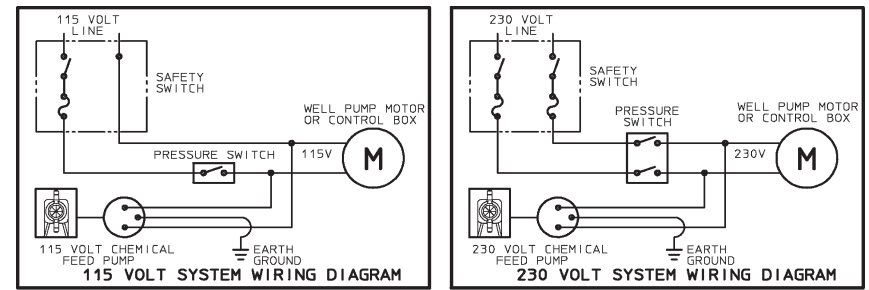 115 VOLT
LINE
SAFETY
SWITCH
WELL PUMP MOTOR
OR CONTROL BOX
PRESSURE SWITCH
115V
M
115 VOLT CHEMICAL
FEED PUMP
EARTH
GROUND
115 VOLT SYSTEM WIRING DIAGRAM
230 VOLT
LINE
SAFETY
SWITCH
PRESSURE
SWITCH
WELL PUMP MOTOR
OR CONTROL BOX
230V
M
230 VOLT CHEMICAL
FEED PUMP
EARTH
GROUND
230 VOLT SYSTEM WIRING DIAGRAM